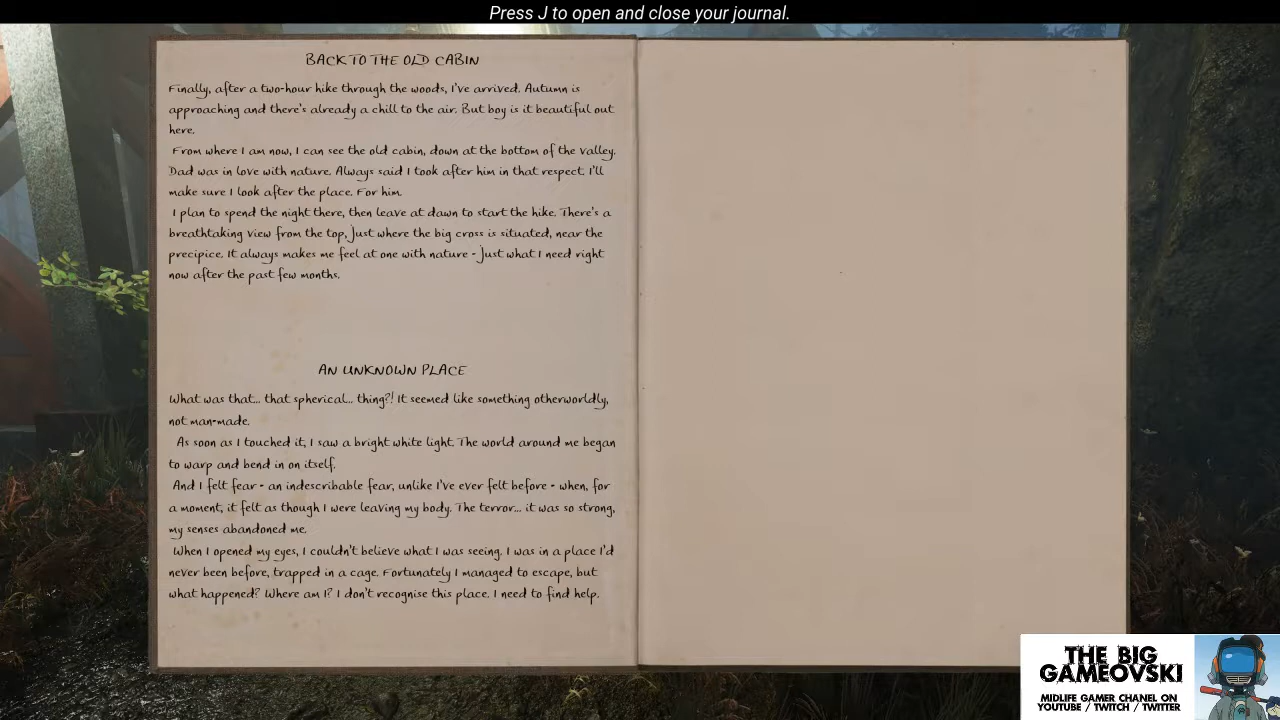 Press J to open and close your journal.
BACK TO THE OLD CABIN
Finally, after a two-hour hike through the woods, I've arrived. Autumn is
approaching and there's already a chill to the air. But boy is it beautiful out
here.
From where I am now, I can see the old cabin, down at the bottom of the valley.
Dad was in love with nature. Always said I took after him in that respect. I'll
make sure I look after the place. For him.
I plan to spend the night there, then leave at dawn to start the hike. There's a
breathtaking view from the top, just where the big cross is situated, near the
precipice. It always makes me feel at one with nature - just what I need right
now after the past few months.
AN UNKNOWN PLACE
What was that... that spherical... thing?! It seemed like something otherworldly,
not man-made.
As soon as I touched it, I saw a bright white light. The world around me began
to warp and bend in on itself.
And I felt fear - an indescribable fear, unlike I've ever felt before - when, for
a moment, it felt as though I were leaving my body. The terror... it was so strong,
my senses abandoned me.
When I opened my eyes, I couldn't believe what I was seeing. I was in a place I'd
never been before, trapped in a cage. Fortunately I managed to escape, but
what happened? Where am I? I don't recognise this place. I need to find help.
THE BIG
GAMEOVSKI
MIDLIFE GAMER CHANEL ON
YOUTUBE / TWITCH / TWITTER